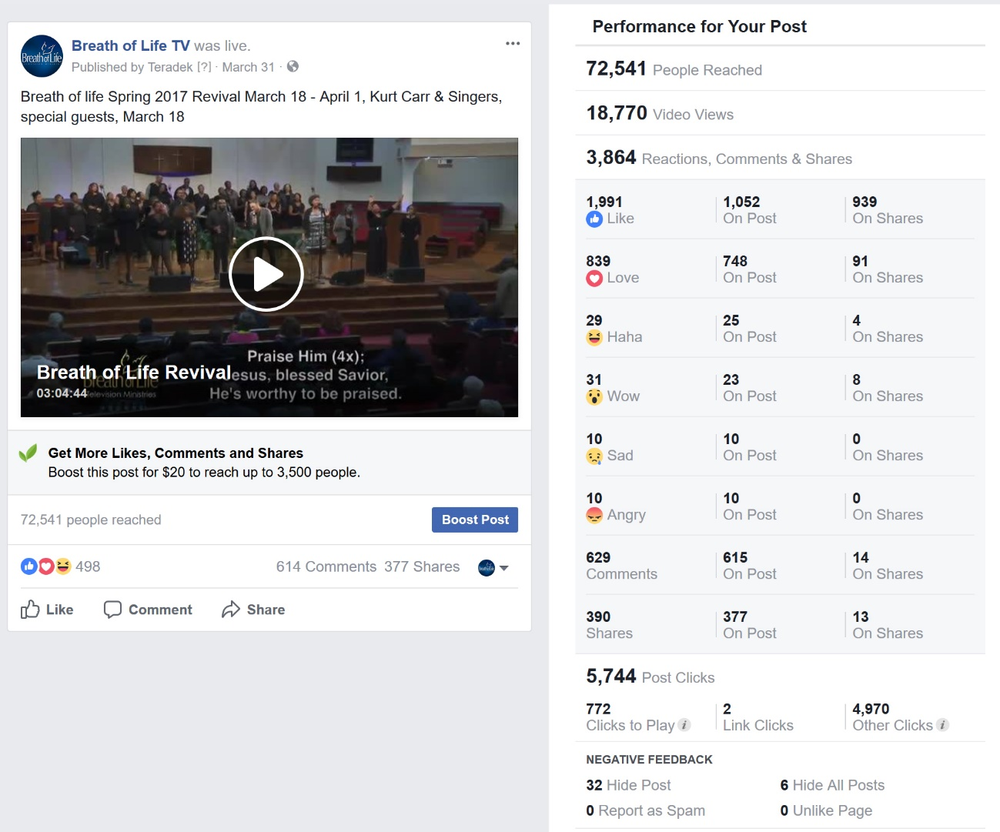 Breath of Life TV was live.
Published by Teradek [?] · March 31 ·
Breath of life Spring 2017 Revival March 18 - April 1, Kurt Carr & Singers,
special guests, March 18
BreathofLife
Praise Him (4x);
Jesus, blessed Savior,
He's worthy to be praised.
Breath of Life Revival
03:04:44
Breath of Life
Television Ministries
Get More Likes, Comments and Shares
Boost this post for $20 to reach up to 3,500 people.
72,541 people reached
Boost Post
498
614 Comments 377 Shares
Like Comment Share
Performance for Your Post
72,541 People Reached
18,770 Video Views
3,864 Reactions, Comments & Shares
1,991 1,052 939
Like On Post On Shares
839 748 91
Love On Post On Shares
29 25 4
Haha On Post On Shares
31 23 8
Wow On Post On Shares
10 10 0
Sad On Post On Shares
10 10 0
Angry On Post On Shares
629 615 14
Comments On Post On Shares
390 377 13
Shares On Post On Shares
5,744 Post Clicks
772 2 4,970
Clicks to Play i Link Clicks Other Clicks i
NEGATIVE FEEDBACK
32 Hide Post 6 Hide All Posts
0 Report as Spam 0 Unlike Page